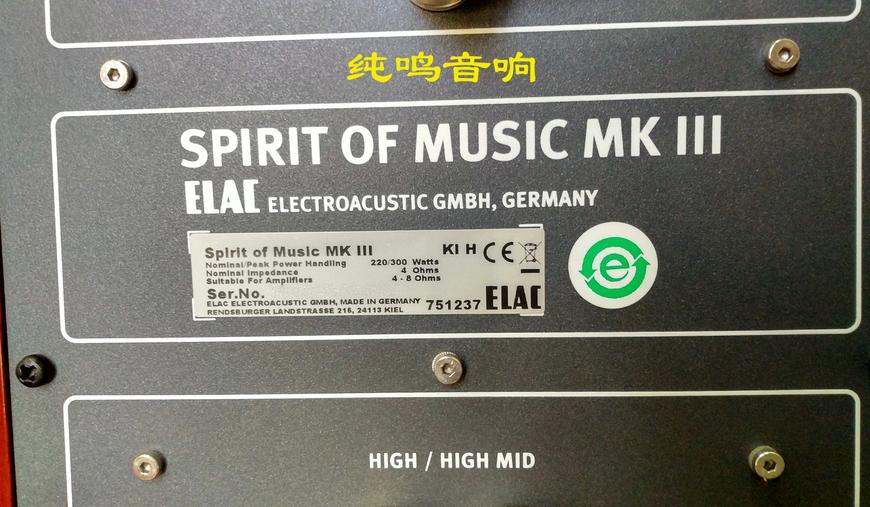 纯鸣音响
SPIRIT OF MUSIC MK III
ELAC ELECTROACUSTIC GMBH, GERMANY
Spirit of Music MK III KI H CE
Nominal/Peak Power Handling 220/300 Watts
Nominal Impedance 4 Ohms
Suitable For Amplifiers 4 - 8 Ohms
Ser.No.
ELAC ELECTROACUSTIC GMBH, MADE IN GERMANY 751237 ELAC
RENDSBURGER LANDSTRASSE 215, 24113 KIEL
e
HIGH / HIGH MID